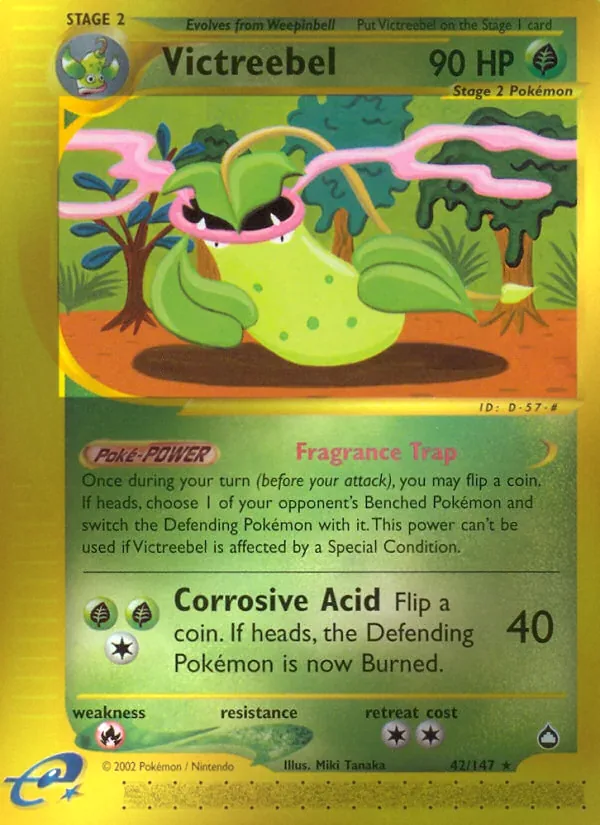 STAGE 2
Evolves from Weepinbell Put Victreebel on the Stage 1 card
Victreebel 90 HP
Stage 2 Pokémon
ID: D-57-#
Poké-POWER Fragrance Trap
Once during your turn (before your attack), you may flip a coin.
If heads, choose 1 of your opponent's Benched Pokémon and
switch the Defending Pokémon with it. This power can't be
used if Victreebel is affected by a Special Condition.
Corrosive Acid Flip a
coin. If heads, the Defending 40
Pokémon is now Burned.
weakness resistance retreat cost
© 2002 Pokémon / Nintendo Illus. Miki Tanaka 42/147 ★
e